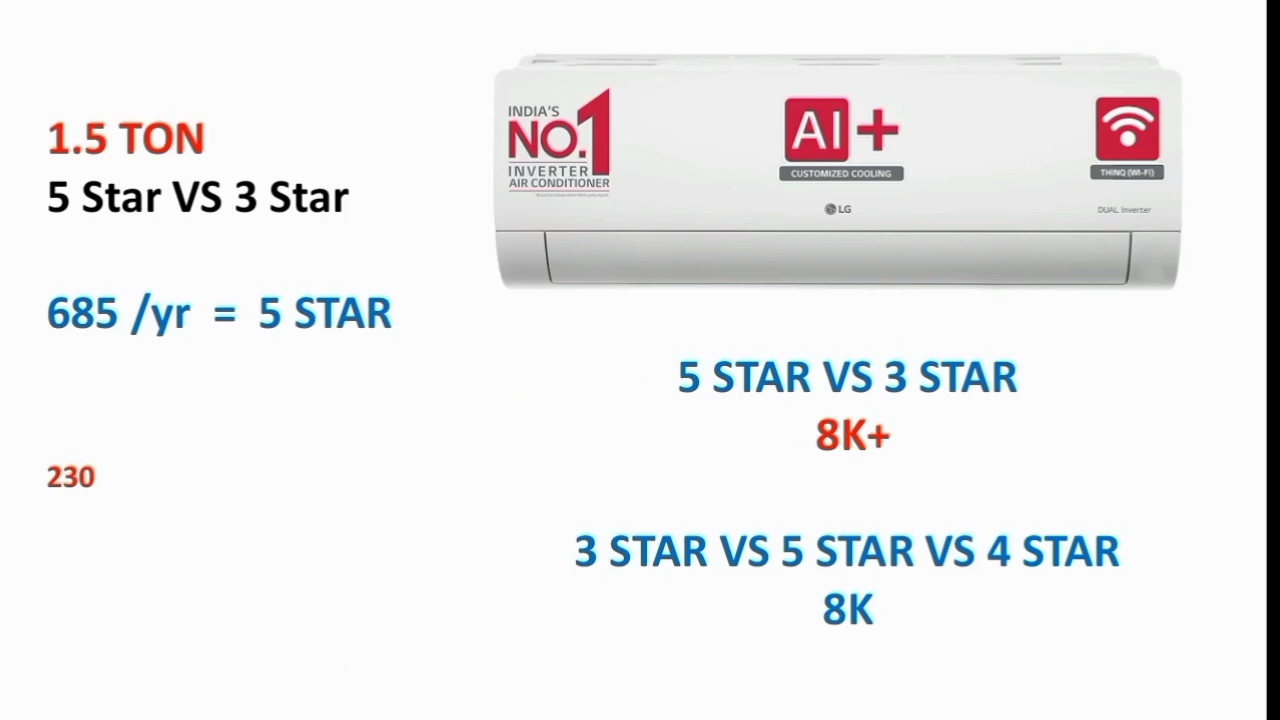 1.5 TON
5 Star VS 3 Star
685 /yr = 5 STAR
230
INDIA'S
NO.1
INVERTER
AIR CONDITIONER
AI+
CUSTOMIZED COOLING
LG
THINQ (WI-FI)
DUAL Inverter
5 STAR VS 3 STAR
8K+
3 STAR VS 5 STAR VS 4 STAR
8K